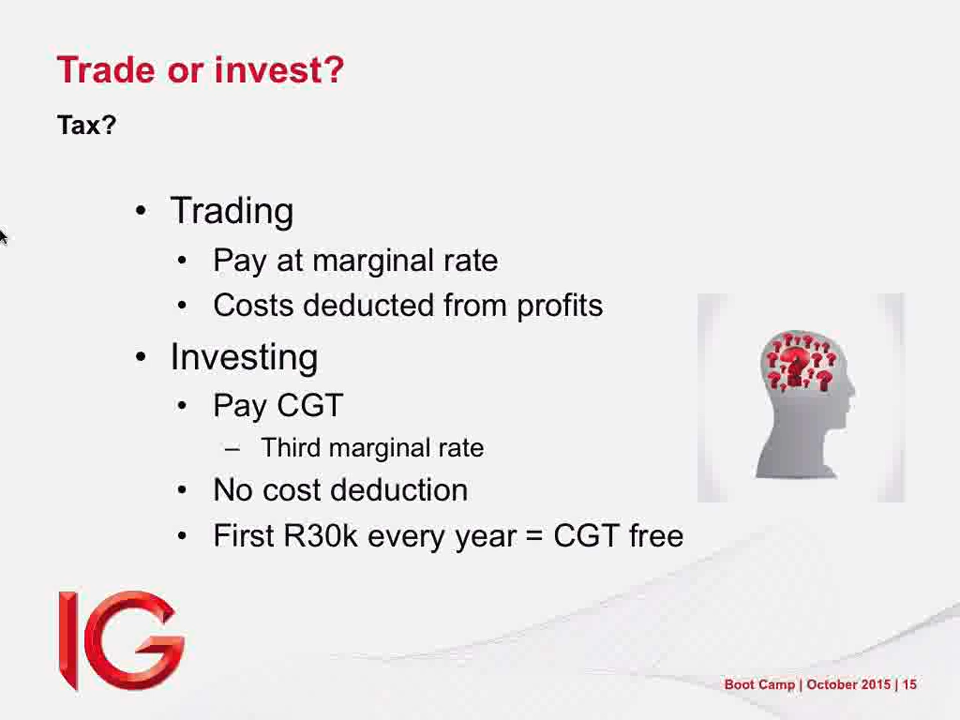 Trade or invest?
Tax?
• Trading
• Pay at marginal rate
• Costs deducted from profits
• Investing
• Pay CGT
– Third marginal rate
• No cost deduction
• First R30k every year = CGT free
IG
Boot Camp | October 2015 | 15